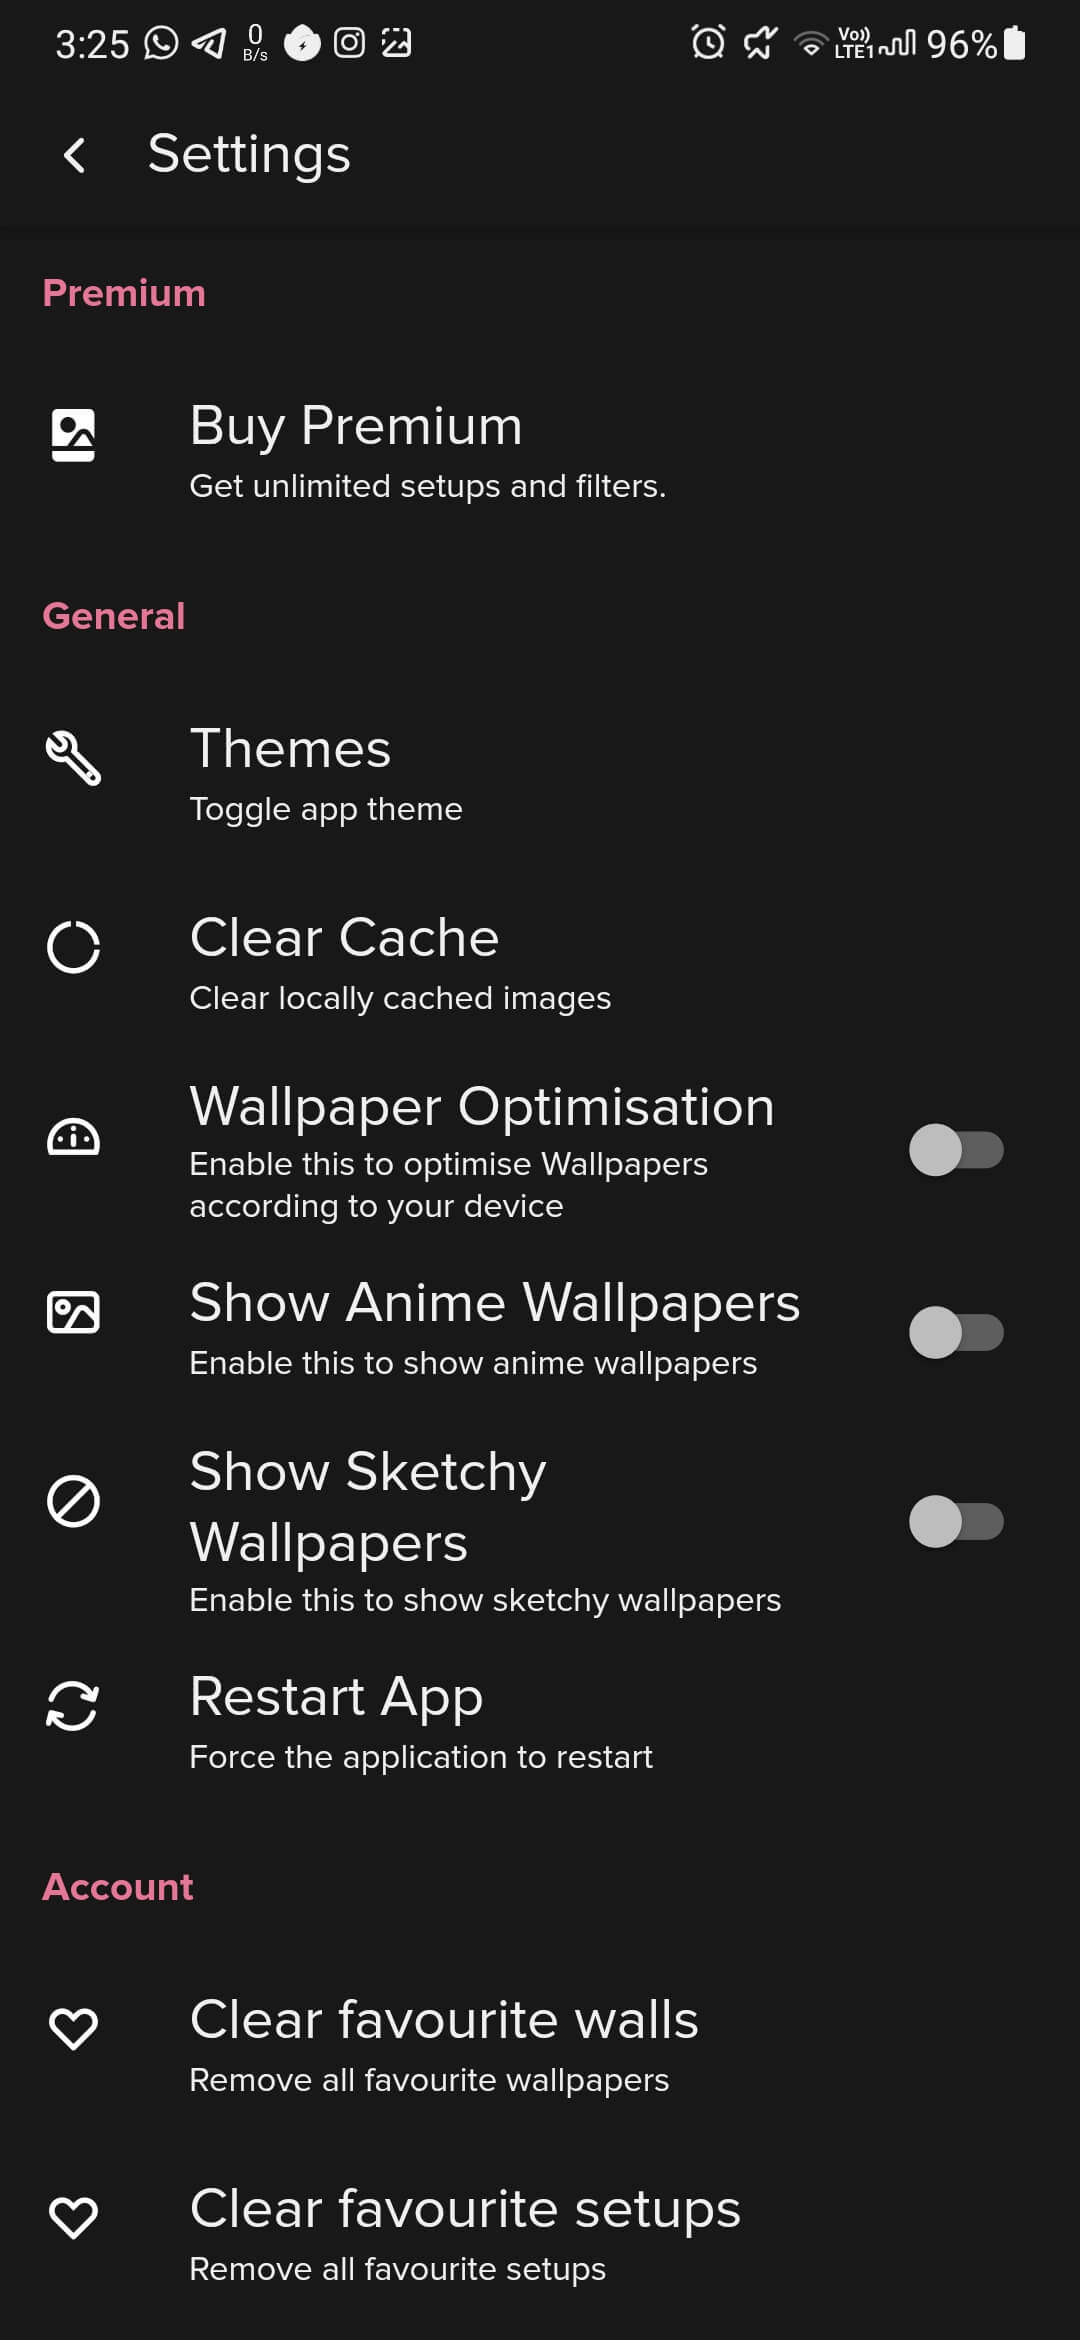 3:25 0 B/s Vo)) LTE1 96%
Settings
Premium
Buy Premium
Get unlimited setups and filters.
General
Themes
Toggle app theme
Clear Cache
Clear locally cached images
Wallpaper Optimisation
Enable this to optimise Wallpapers
according to your device
Show Anime Wallpapers
Enable this to show anime wallpapers
Show Sketchy
Wallpapers
Enable this to show sketchy wallpapers
Restart App
Force the application to restart
Account
Clear favourite walls
Remove all favourite wallpapers
Clear favourite setups
Remove all favourite setups